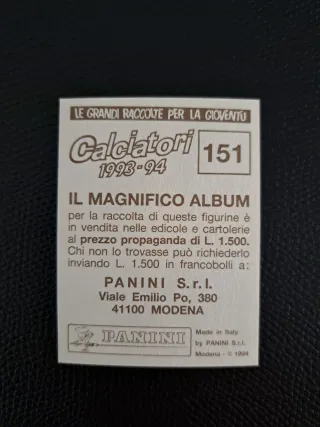 LE GRANDI RACCOLTE PER LA GIOVENTÙ
Calciatori
1993-94
151
IL MAGNIFICO ALBUM
per la raccolta di queste figurine è
in vendita nelle edicole e cartolerie
al prezzo propaganda di L. 1.500.
Chi non lo trovasse può richiederlo
inviando L. 1.500 in francobolli a:
PANINI S.r.l.
Viale Emilio Po, 380
41100 MODENA
PANINI
Made in Italy
by PANINI S.r.l.
Modena - © 1994